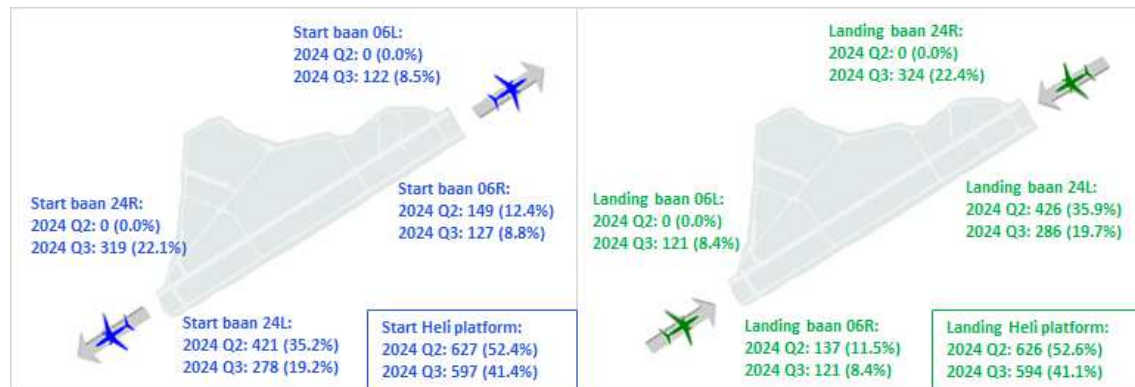 Start baan 06L:
2024 Q2: 0 (0.0%)
2024 Q3: 122 (8.5%)
Start baan 24R:
2024 Q2: 0 (0.0%)
2024 Q3: 319 (22.1%)
Start baan 06R:
2024 Q2: 149 (12.4%)
2024 Q3: 127 (8.8%)
Start baan 24L:
2024 Q2: 421 (35.2%)
2024 Q3: 278 (19.2%)
Start Heli platform:
2024 Q2: 627 (52.4%)
2024 Q3: 597 (41.4%)
Landing baan 24R:
2024 Q2: 0 (0.0%)
2024 Q3: 324 (22.4%)
Landing baan 06L:
2024 Q2: 0 (0.0%)
2024 Q3: 121 (8.4%)
Landing baan 24L:
2024 Q2: 426 (35.9%)
2024 Q3: 286 (19.7%)
Landing baan 06R:
2024 Q2: 137 (11.5%)
2024 Q3: 121 (8.4%)
Landing Heli platform:
2024 Q2: 626 (52.6%)
2024 Q3: 594 (41.1%)